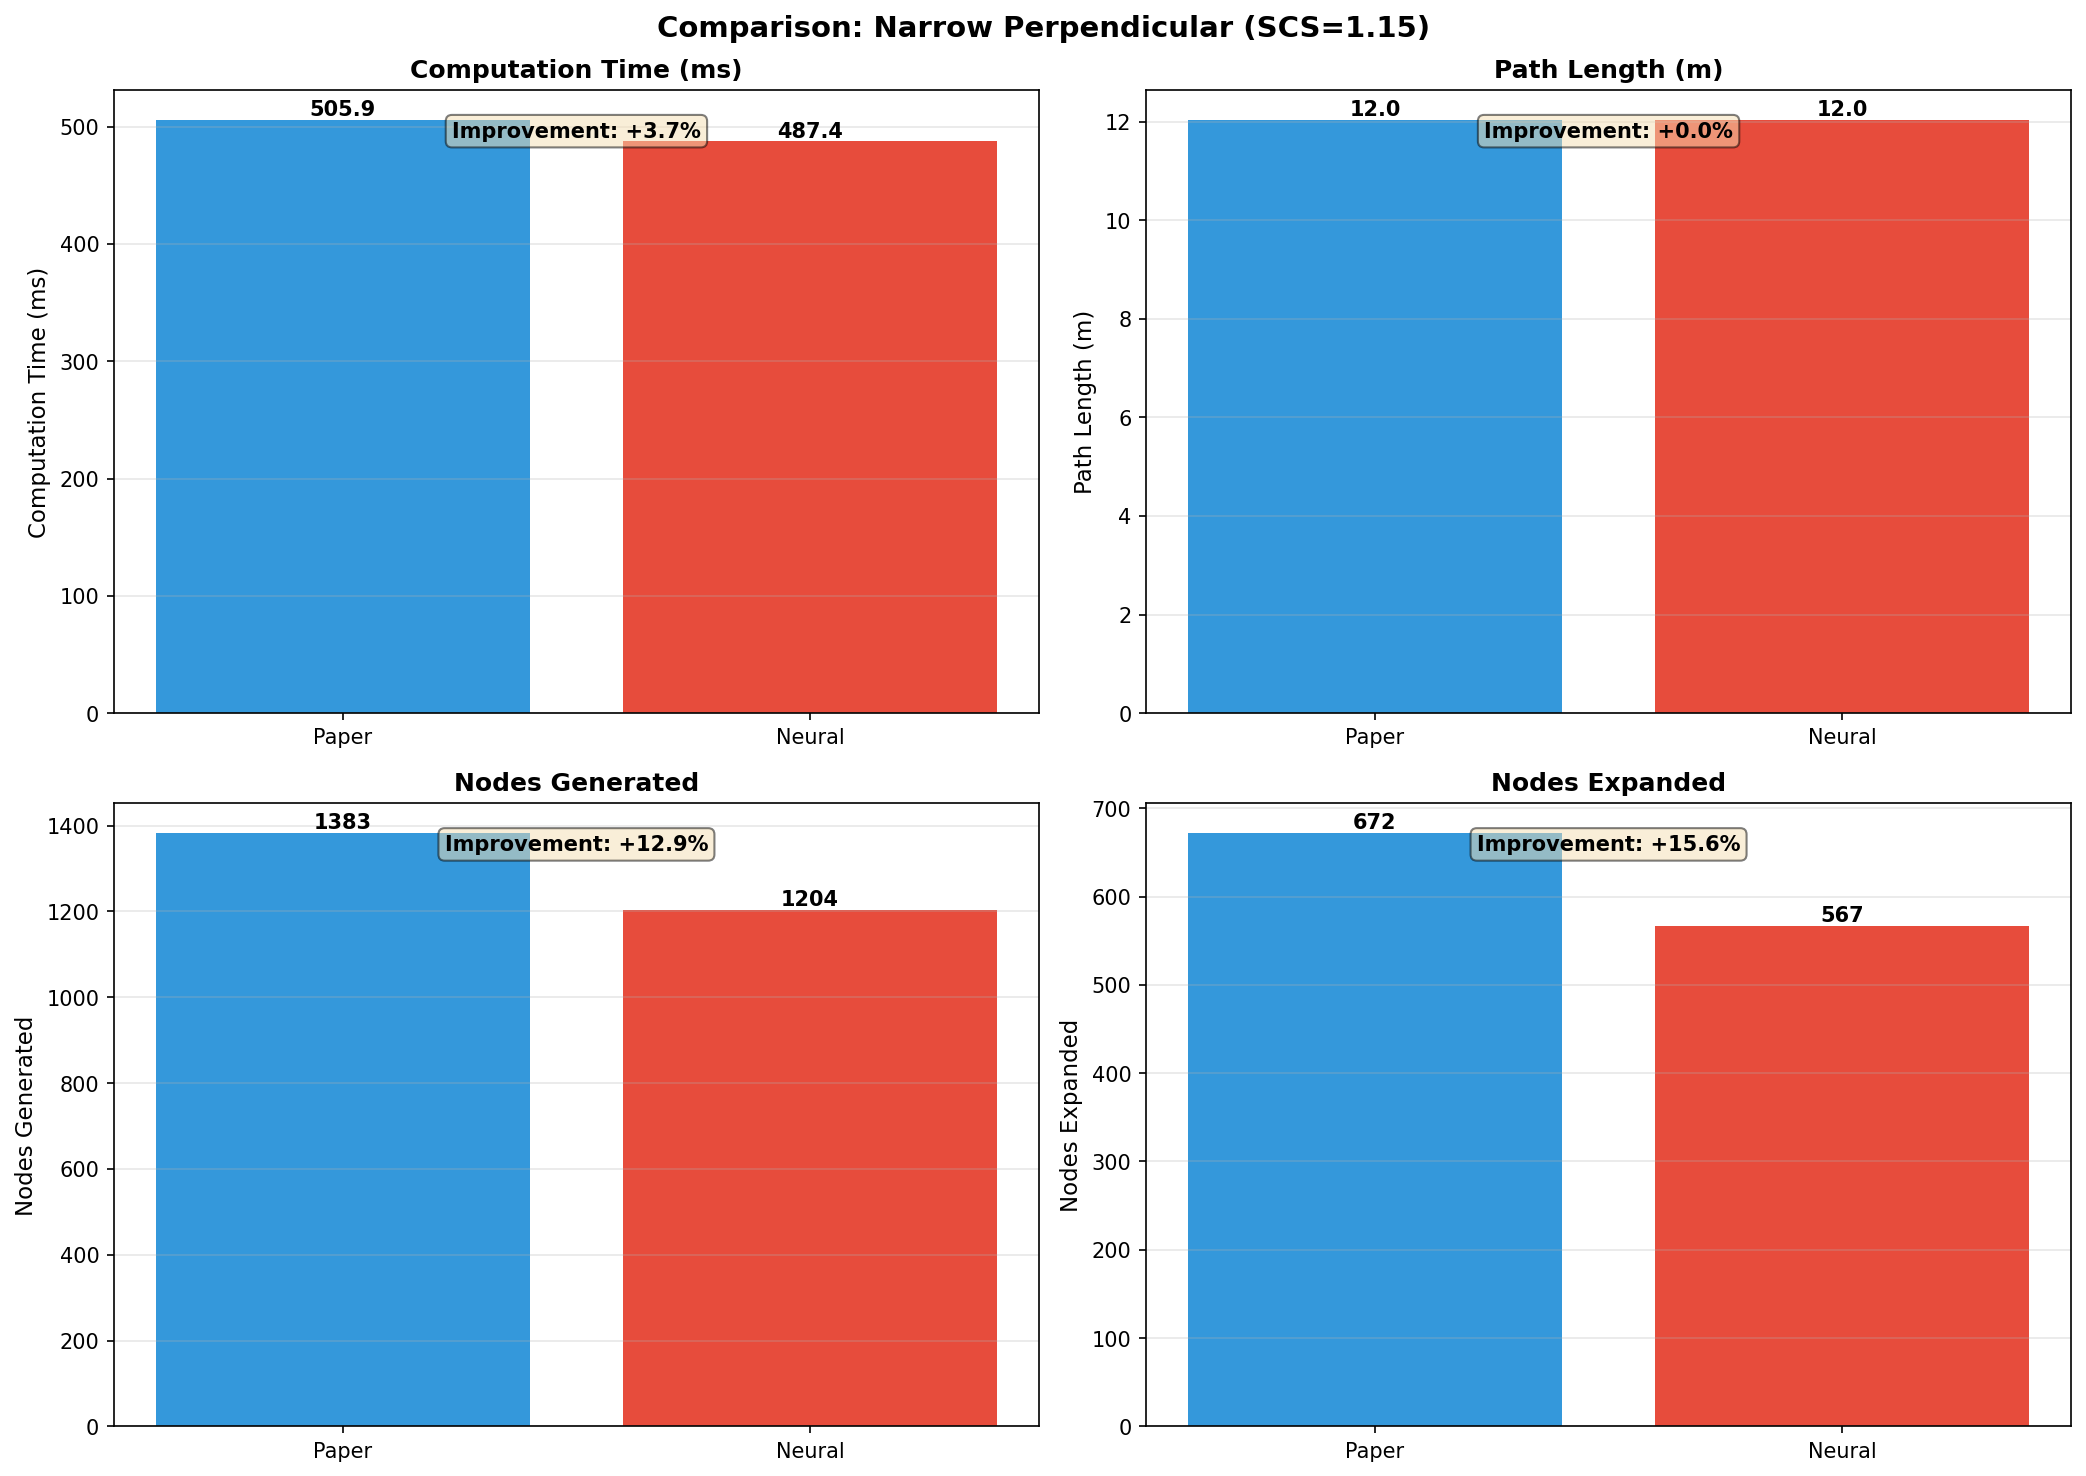 Comparison: Narrow Perpendicular (SCS=1.15)
Computation Time (ms)
Computation Time (ms)
500
400
300
200
100
0
505.9
Improvement: +3.7%
487.4
Paper
Neural
Path Length (m)
Path Length (m)
12
10
8
6
4
2
0
12.0
Improvement: +0.0%
12.0
Paper
Neural
Nodes Generated
Nodes Generated
1400
1200
1000
800
600
400
200
0
1383
Improvement: +12.9%
1204
Paper
Neural
Nodes Expanded
Nodes Expanded
700
600
500
400
300
200
100
0
672
Improvement: +15.6%
567
Paper
Neural